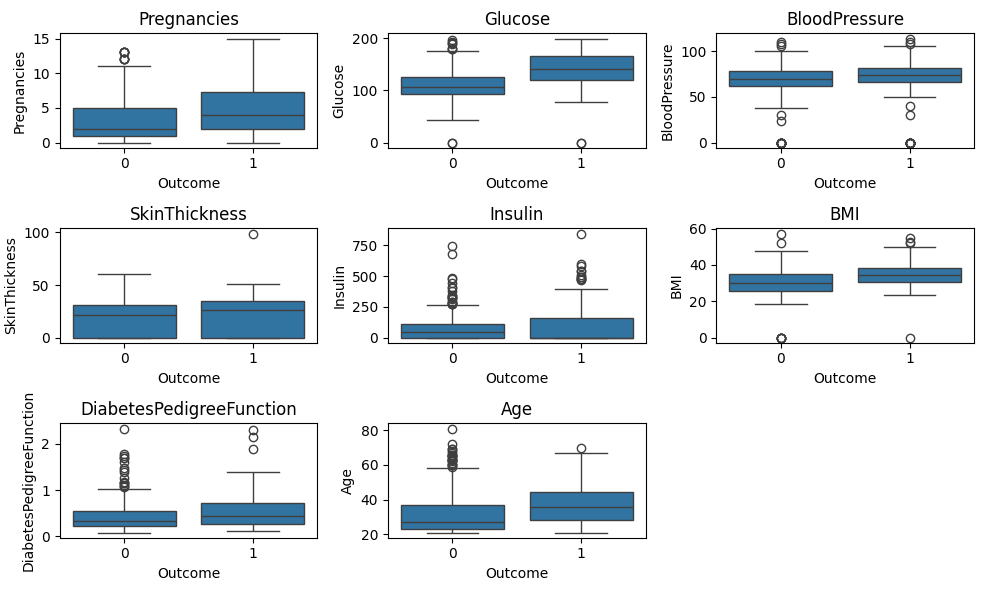 Pregnancies
Glucose
BloodPressure
15
10
5
0
Pregnancies
0
1
Outcome
200
100
0
Glucose
0
1
Outcome
100
50
0
BloodPressure
0
1
Outcome
SkinThickness
Insulin
BMI
100
50
0
SkinThickness
0
1
Outcome
750
500
250
0
Insulin
0
1
Outcome
60
40
20
0
BMI
0
1
Outcome
DiabetesPedigreeFunction
Age
2
1
0
DiabetesPedigreeFunction
0
1
Outcome
80
60
40
20
Age
0
1
Outcome